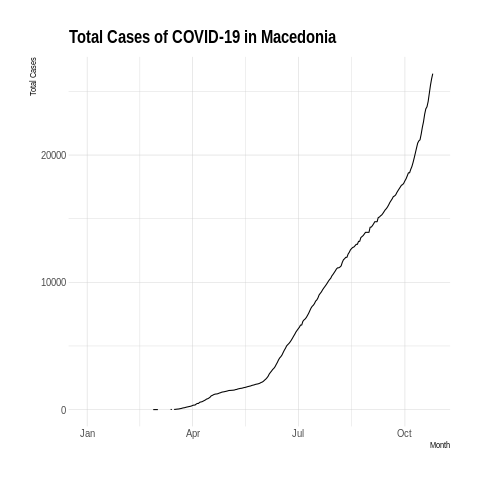 Total Cases of COVID-19 in Macedonia
Total Cases
20000
10000
0
Jan Apr Jul Oct
Month